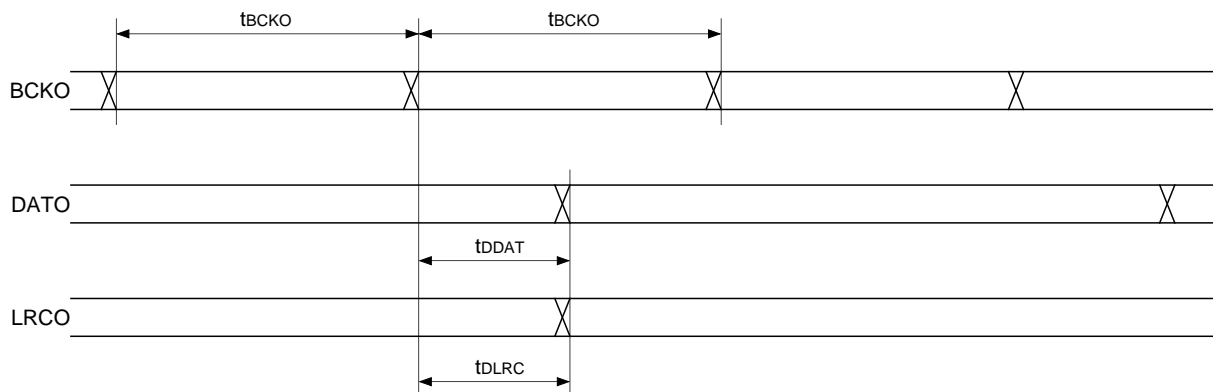 tBCKO tBCKO
BCKO
DATO
tDDAT
LRCO
tDLRC